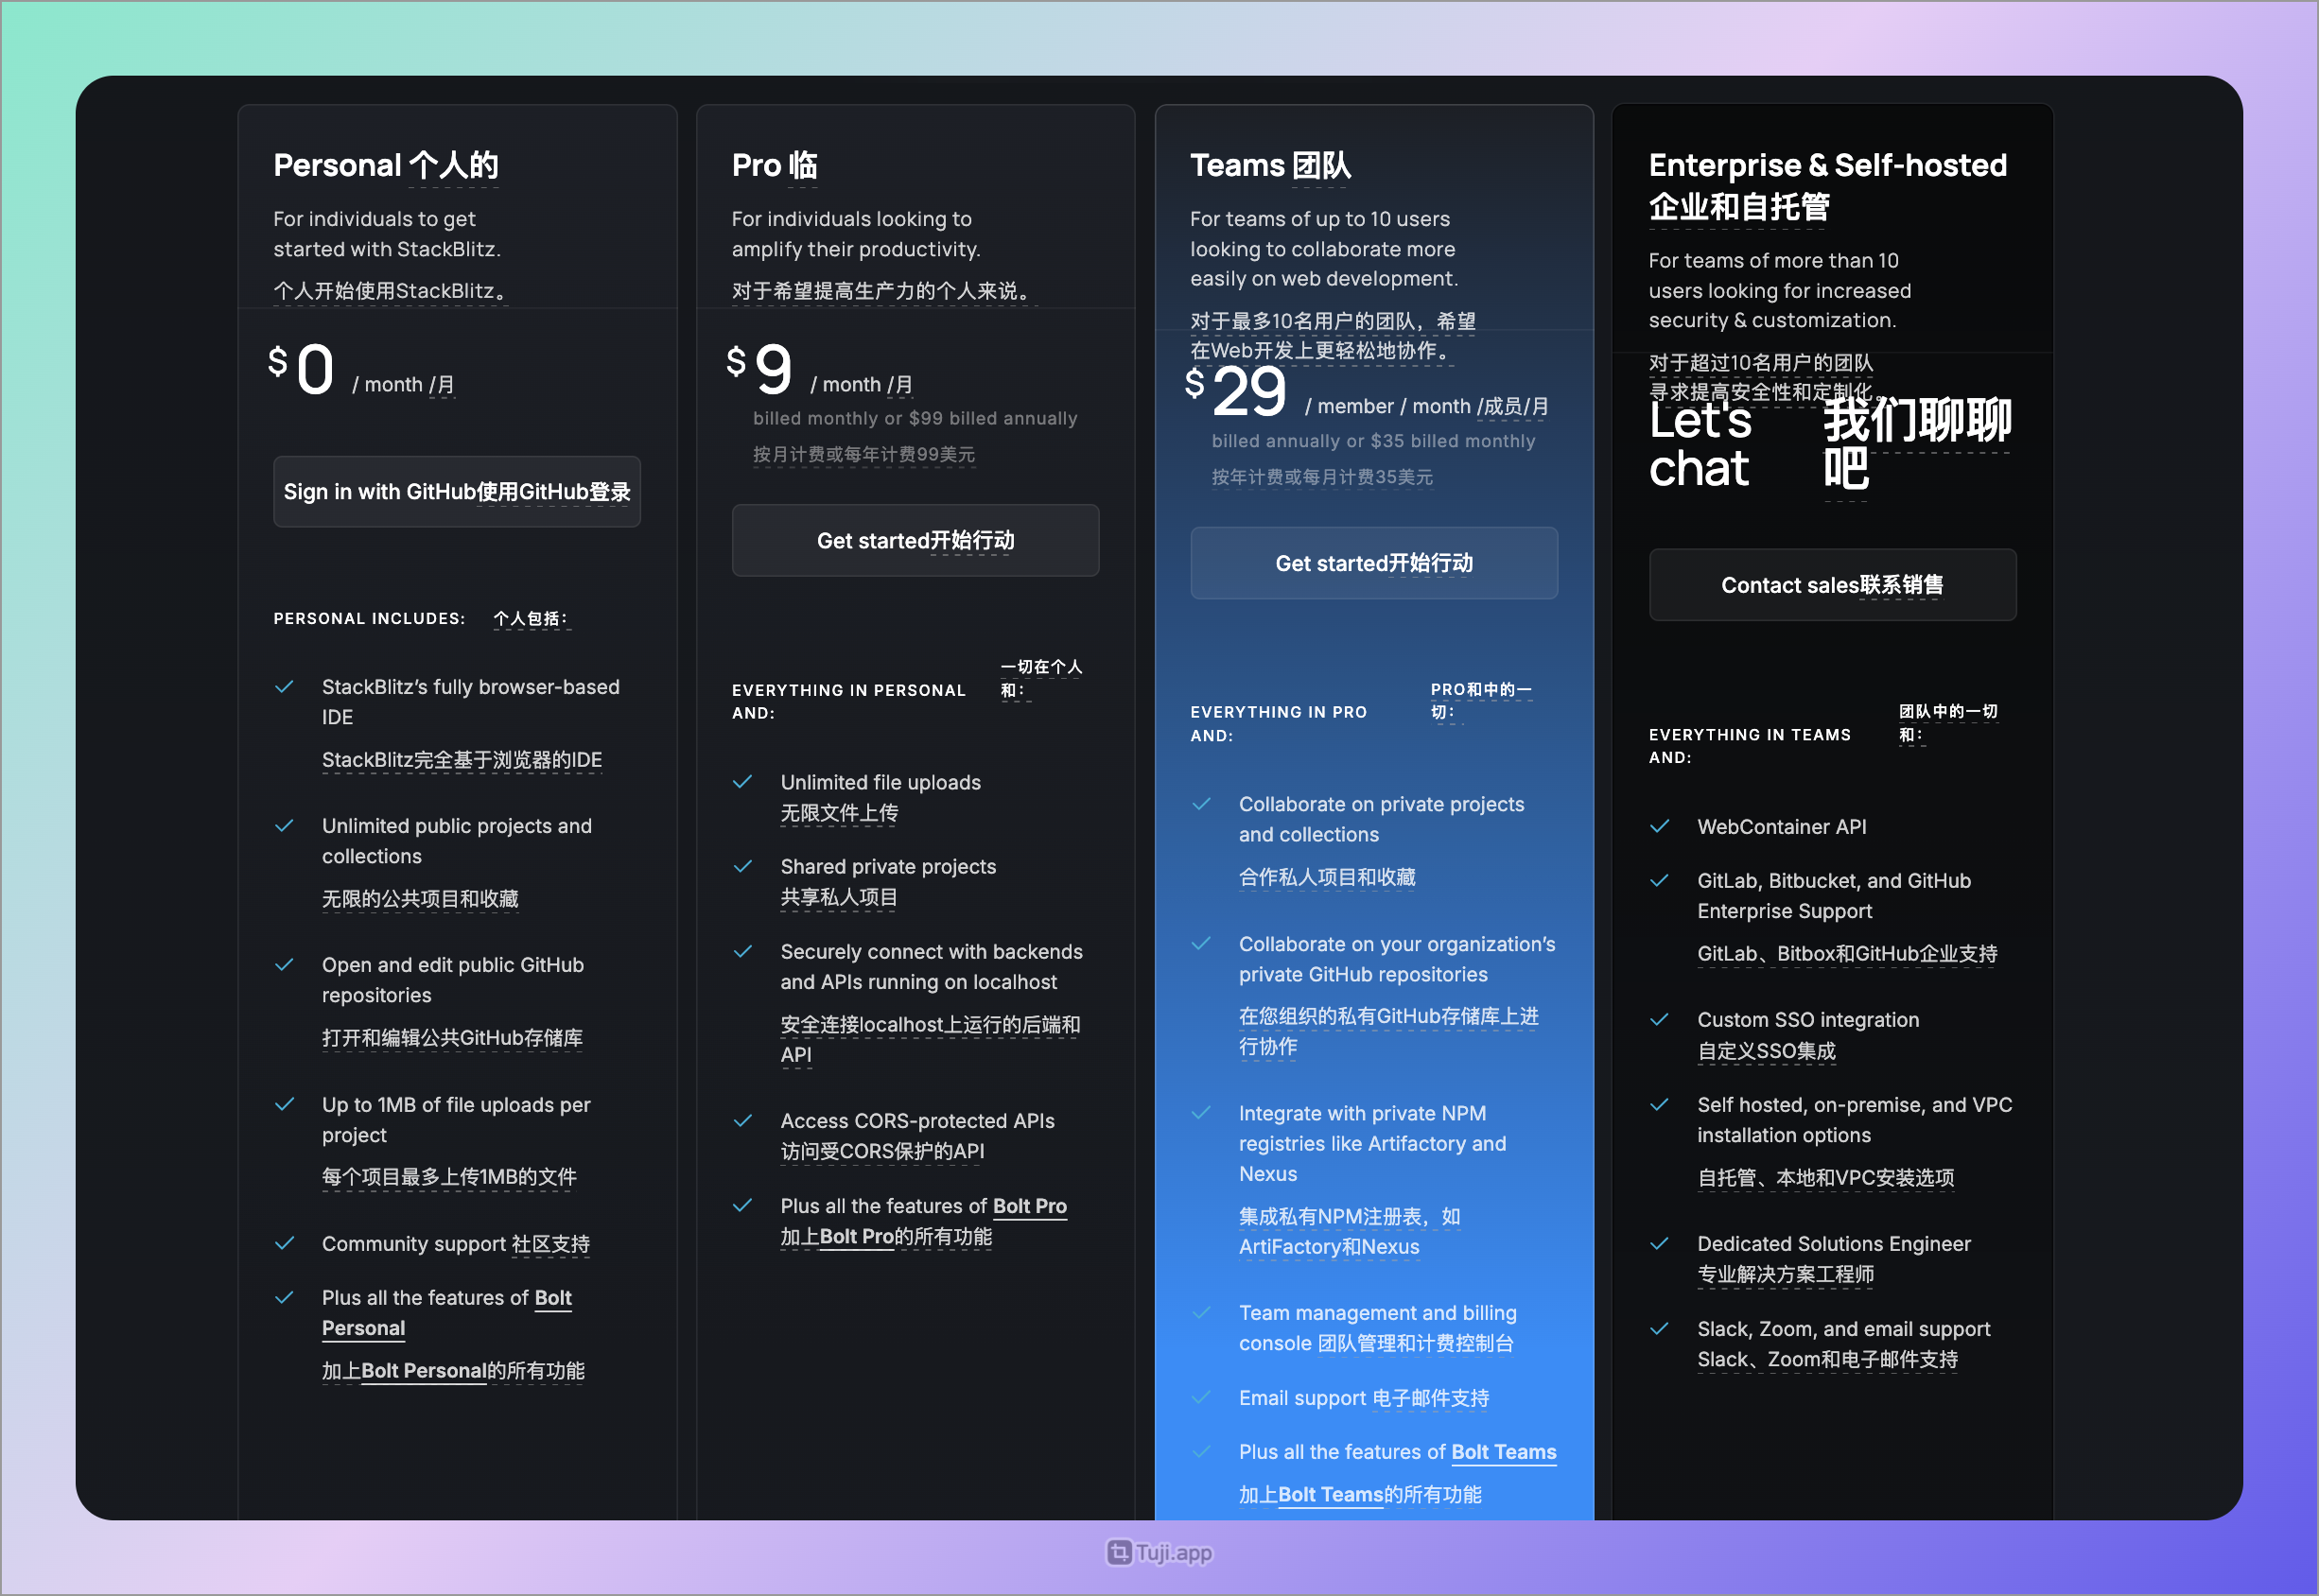 Personal 个人的
For individuals to get
started with StackBlitz.
个人开始使用StackBlitz。
$0 / month /月
Sign in with GitHub使用GitHub登录
PERSONAL INCLUDES: 个人包括：
StackBlitz’s fully browser-based
IDE
StackBlitz完全基于浏览器的IDE
Unlimited public projects and
collections
无限的公共项目和收藏
Open and edit public GitHub
repositories
打开和编辑公共GitHub存储库
Up to 1MB of file uploads per
project
每个项目最多上传1MB的文件
Community support 社区支持
Plus all the features of Bolt
Personal
加上Bolt Personal的所有功能
Pro 临
For individuals looking to
amplify their productivity.
对于希望提高生产力的个人来说。
$9 / month /月
billed monthly or $99 billed annually
按月计费或每年计费99美元
Get started开始行动
EVERYTHING IN PERSONAL
AND:
一切在个人
和：
Unlimited file uploads
无限文件上传
Shared private projects
共享私人项目
Securely connect with backends
and APIs running on localhost
安全连接localhost上运行的后端和
API
Access CORS-protected APIs
访问受CORS保护的API
Plus all the features of Bolt Pro
加上Bolt Pro的所有功能
Teams 团队
For teams of up to 10 users
looking to collaborate more
easily on web development.
对于最多10名用户的团队，希望
在Web开发上更轻松地协作。
$29 / member / month /成员/月
billed annually or $35 billed monthly
按年计费或每月计费35美元
Get started开始行动
EVERYTHING IN PRO
AND:
PRO和中的一
切：
Collaborate on private projects
and collections
合作私人项目和收藏
Collaborate on your organization’s
private GitHub repositories
在您组织的私有GitHub存储库上进
行协作
Integrate with private NPM
registries like Artifactory and
Nexus
集成私有NPM注册表，如
ArtiFactory和Nexus
Team management and billing
console 团队管理和计费控制台
Email support 电子邮件支持
Plus all the features of Bolt Teams
加上Bolt Teams的所有功能
Enterprise & Self-hosted
企业和自托管
For teams of more than 10
users looking for increased
security & customization.
对于超过10名用户的团队
寻求提高安全性和定制化。
Let's
chat
我们聊聊
吧
Contact sales联系销售
EVERYTHING IN TEAMS
AND:
团队中的一切
和：
WebContainer API
GitLab, Bitbucket, and GitHub
Enterprise Support
GitLab、Bitbox和GitHub企业支持
Custom SSO integration
自定义SSO集成
Self hosted, on-premise, and VPC
installation options
自托管、本地和VPC安装选项
Dedicated Solutions Engineer
专业解决方案工程师
Slack, Zoom, and email support
Slack、Zoom和电子邮件支持
Tuji.app